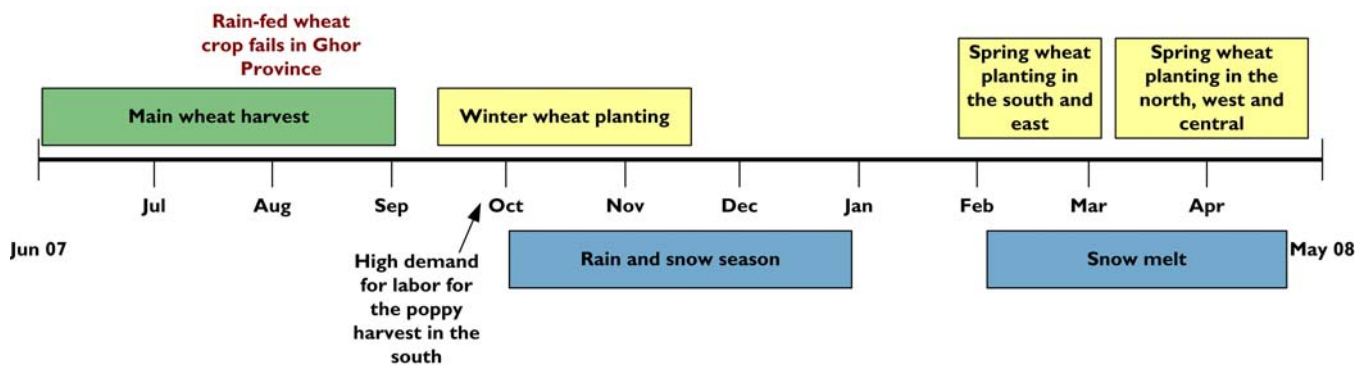 Rain-fed wheat
crop fails in Ghor
Province
Main wheat harvest
Winter wheat planting
Spring wheat
planting in
the south and
east
Spring wheat
planting in the
north, west and
central
Jul
Aug
Sep
Oct
Nov
Dec
Jan
Feb
Mar
Apr
Jun 07
May 08
High demand
for labor for
the poppy
harvest in the
south
Rain and snow season
Snow melt